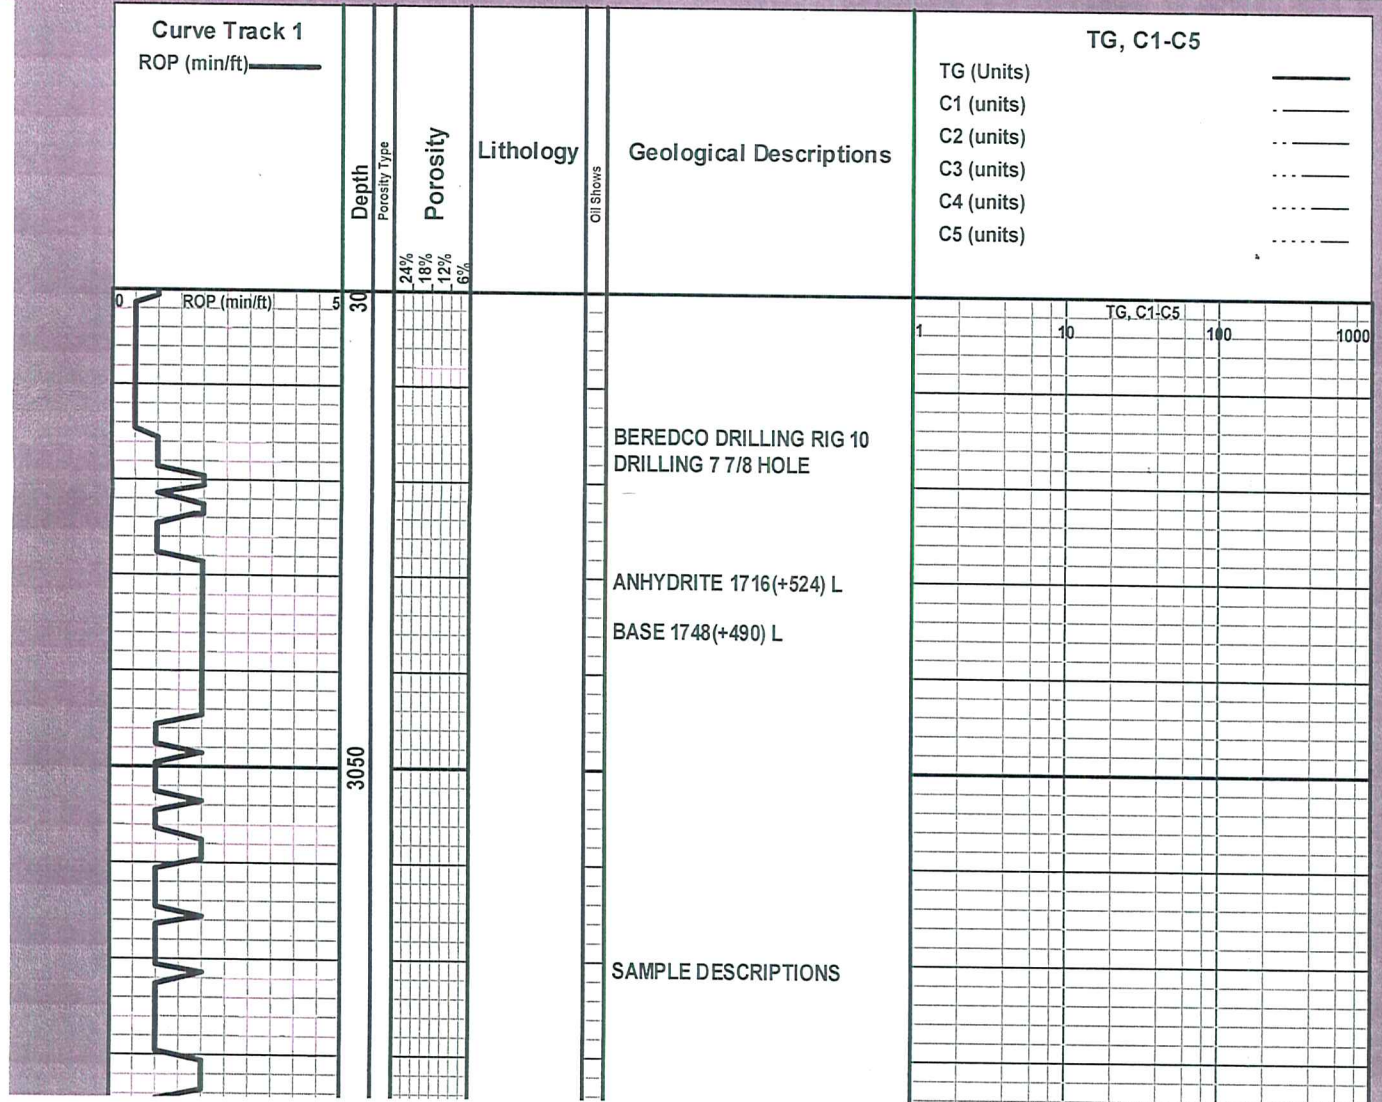 Curve Track 1
ROP (min/ft)
Depth
Porosity Type
Porosity
24%
18%
12%
6%
Lithology
Oil Shows
Geological Descriptions
TG, C1-C5
TG (Units)
C1 (units)
C2 (units)
C3 (units)
C4 (units)
C5 (units)
0 ROP (min/ft) 5
30
TG, C1-C5
1 10 100 1000
BEREDCO DRILLING RIG 10
DRILLING 7 7/8 HOLE
ANHYDRITE 1716(+524) L
BASE 1748(+490) L
3050
SAMPLE DESCRIPTIONS